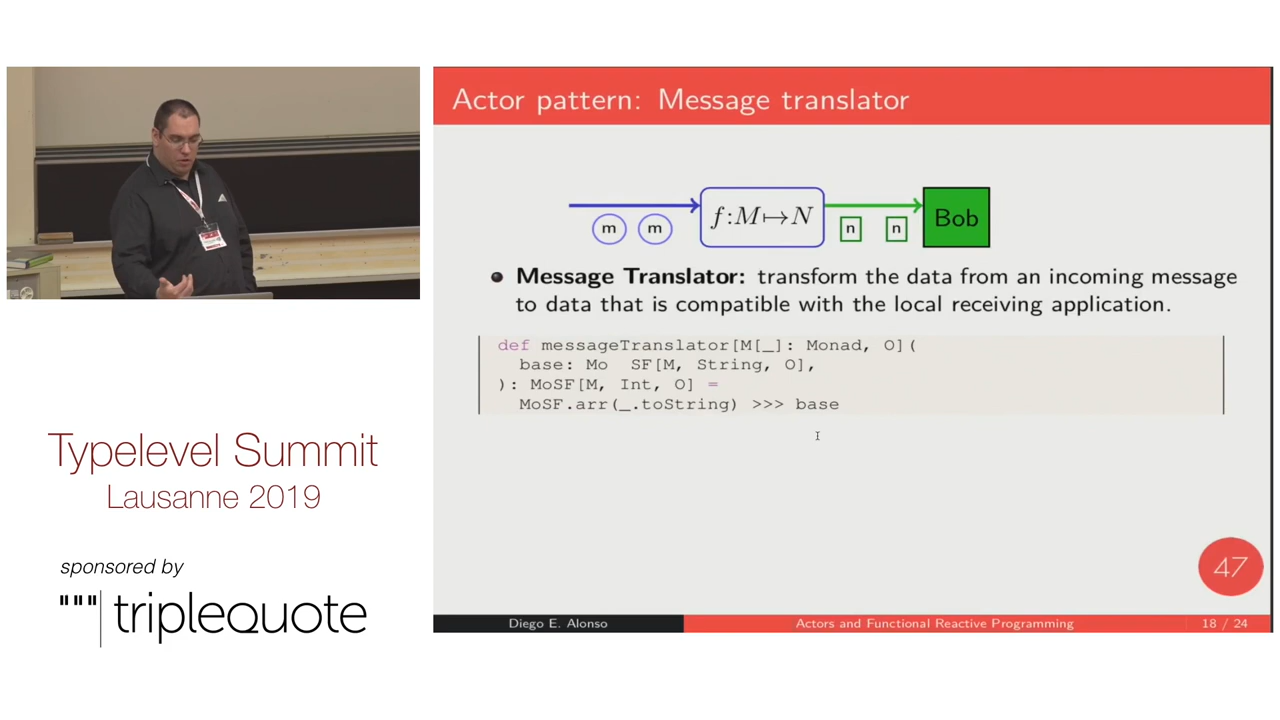 Actor pattern: Message translator
m m f:M↦N n n Bob
Message Translator: transform the data from an incoming message
to data that is compatible with the local receiving application.
def messageTranslator[M[_]: Monad, O](
base: Mo SF[M, String, O],
): MoSF[M, Int, O] =
MoSF.arr(_.toString) >>> base
47
Diego E. Alonso Actors and Functional Reactive Programming 18 / 24
Typelevel Summit
Lausanne 2019
sponsored by
"""|triplequote